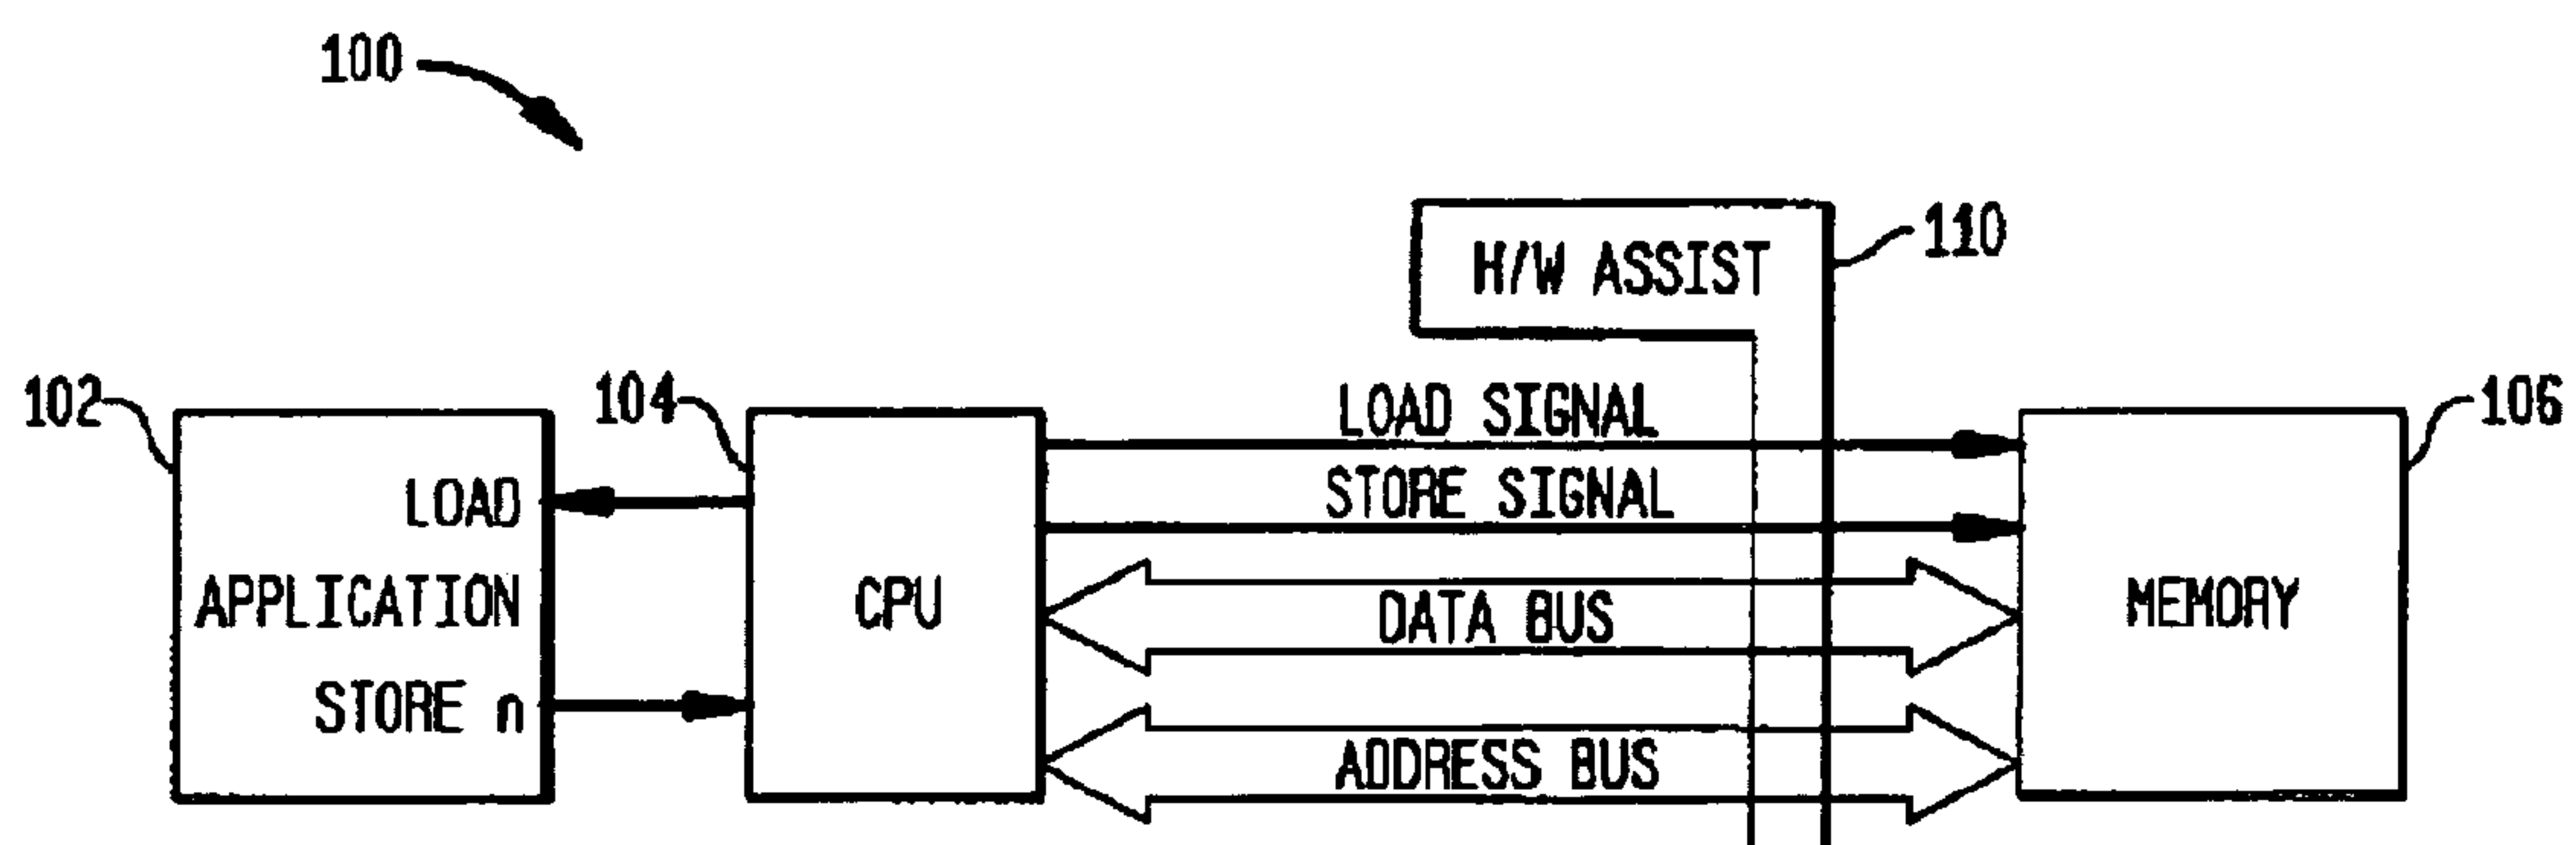 100
H/W ASSIST
110
102
104
LOAD SIGNAL
106
LOAD
STORE SIGNAL
APPLICATION
CPU
DATA BUS
MEMORY
STORE n
ADDRESS BUS